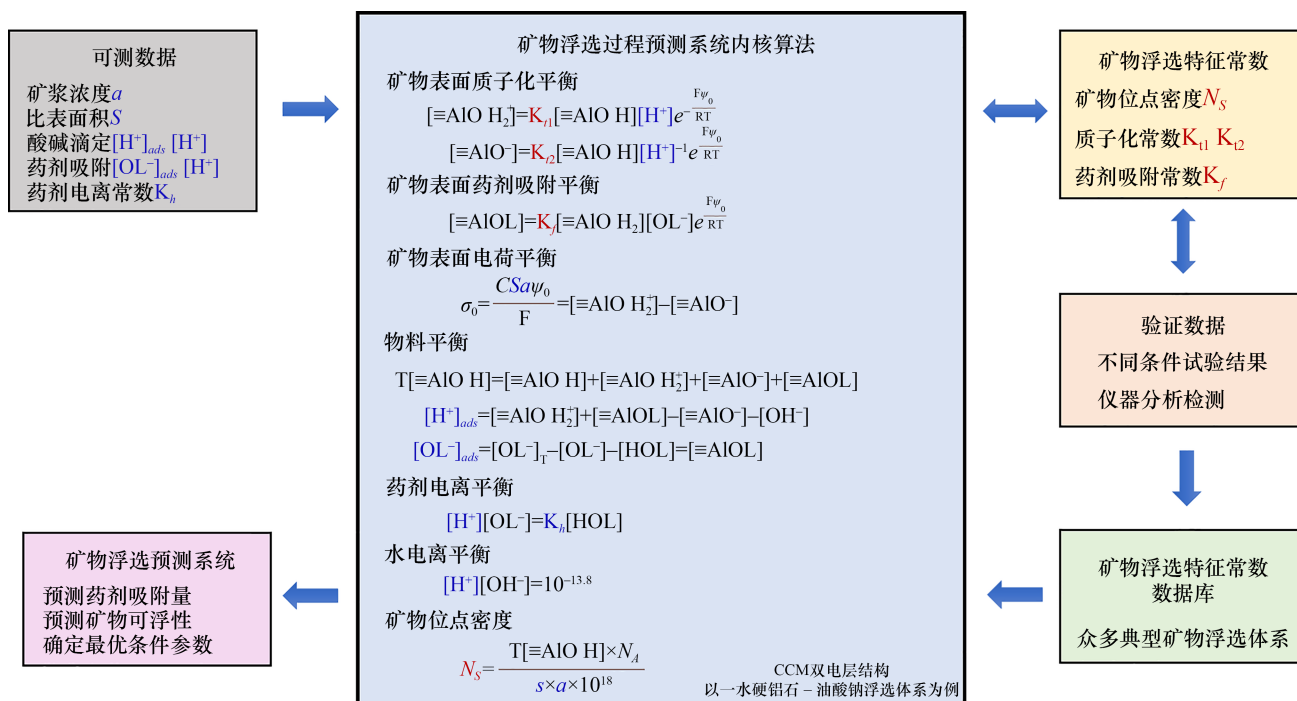 可测数据
矿浆浓度a
比表面积S
酸碱滴定[H⁺]ads [H⁺]
药剂吸附[OL⁻]ads [H⁺]
药剂电离常数Kh
矿物浮选过程预测系统内核算法
矿物表面质子化平衡
[≡AlO H₂⁺]=Kt1[≡AlO H][H⁺]e^(–Fψ₀/RT)
[≡AlO⁻]=Kt2[≡AlO H][H⁺]⁻¹e^(Fψ₀/RT)
矿物表面药剂吸附平衡
[≡AlOL]=Kf[≡AlO H₂][OL⁻]e^(Fψ₀/RT)
矿物表面电荷平衡
σ₀=CSaψ₀/F=[≡AlO H₂⁺]–[≡AlO⁻]
物料平衡
T[≡AlO H]=[≡AlO H]+[≡AlO H₂⁺]+[≡AlO⁻]+[≡AlOL]
[H⁺]ads=[≡AlO H₂⁺]+[≡AlOL]–[≡AlO⁻]–[OH⁻]
[OL⁻]ads=[OL⁻]T–[OL⁻]–[HOL]=[≡AlOL]
药剂电离平衡
[H⁺][OL⁻]=Kh[HOL]
水电离平衡
[H⁺][OH⁻]=10⁻¹³·⁸
矿物位点密度
NS=T[≡AlO H]×NA/s×a×10¹⁸
CCM双电层结构
以一水硬铝石–油酸钠浮选体系为例
矿物浮选特征常数
矿物位点密度NS
质子化常数Kt1 Kt2
药剂吸附常数Kf
验证数据
不同条件试验结果
仪器分析检测
矿物浮选特征常数
数据库
众多典型矿物浮选体系
矿物浮选预测系统
预测药剂吸附量
预测矿物可浮性
确定最优条件参数